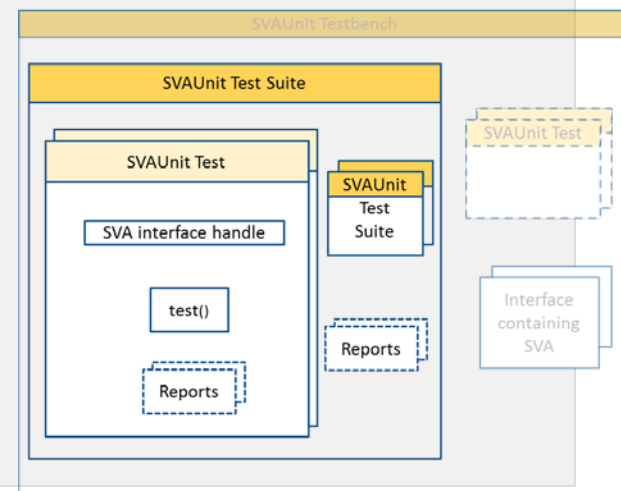 SVAUnit Testbench
SVAUnit Test Suite
SVAUnit Test
SVA interface handle
test()
Reports
SVAUnit
Test
Suite
Reports
SVAUnit Test
Interface
containing
SVA